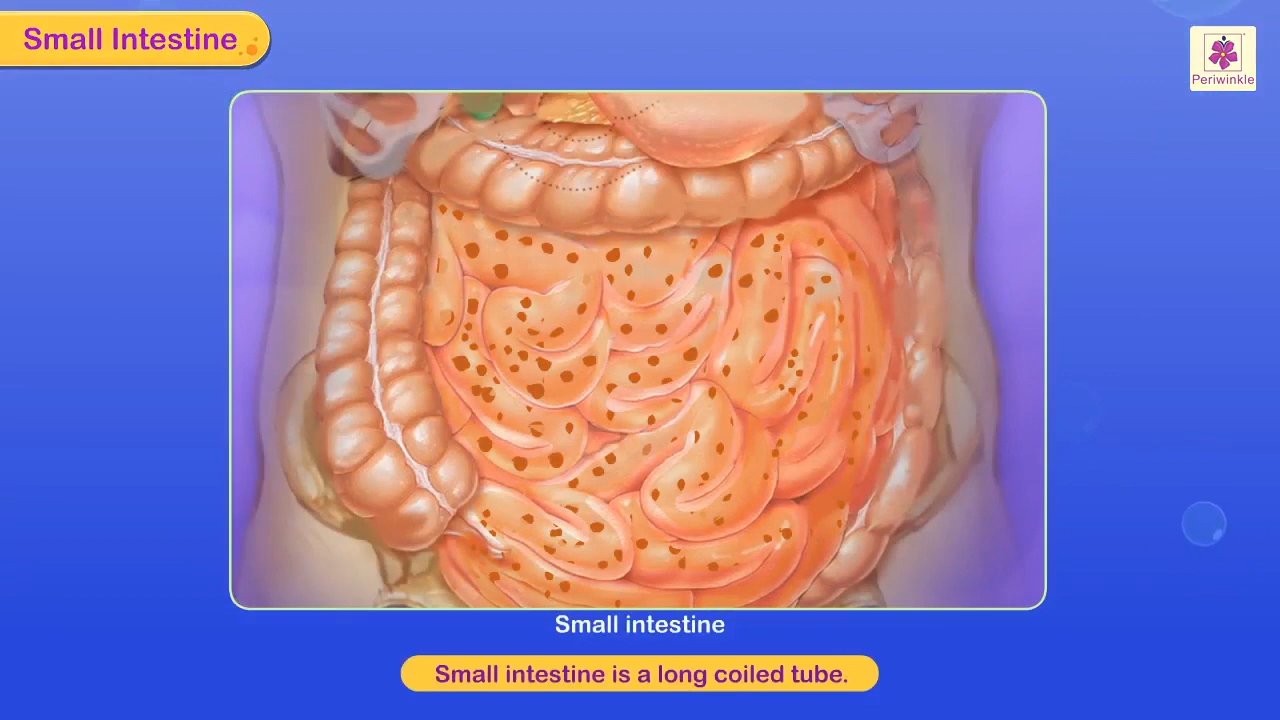 Small Intestine
Periwinkle
Small intestine
Small intestine is a long coiled tube.